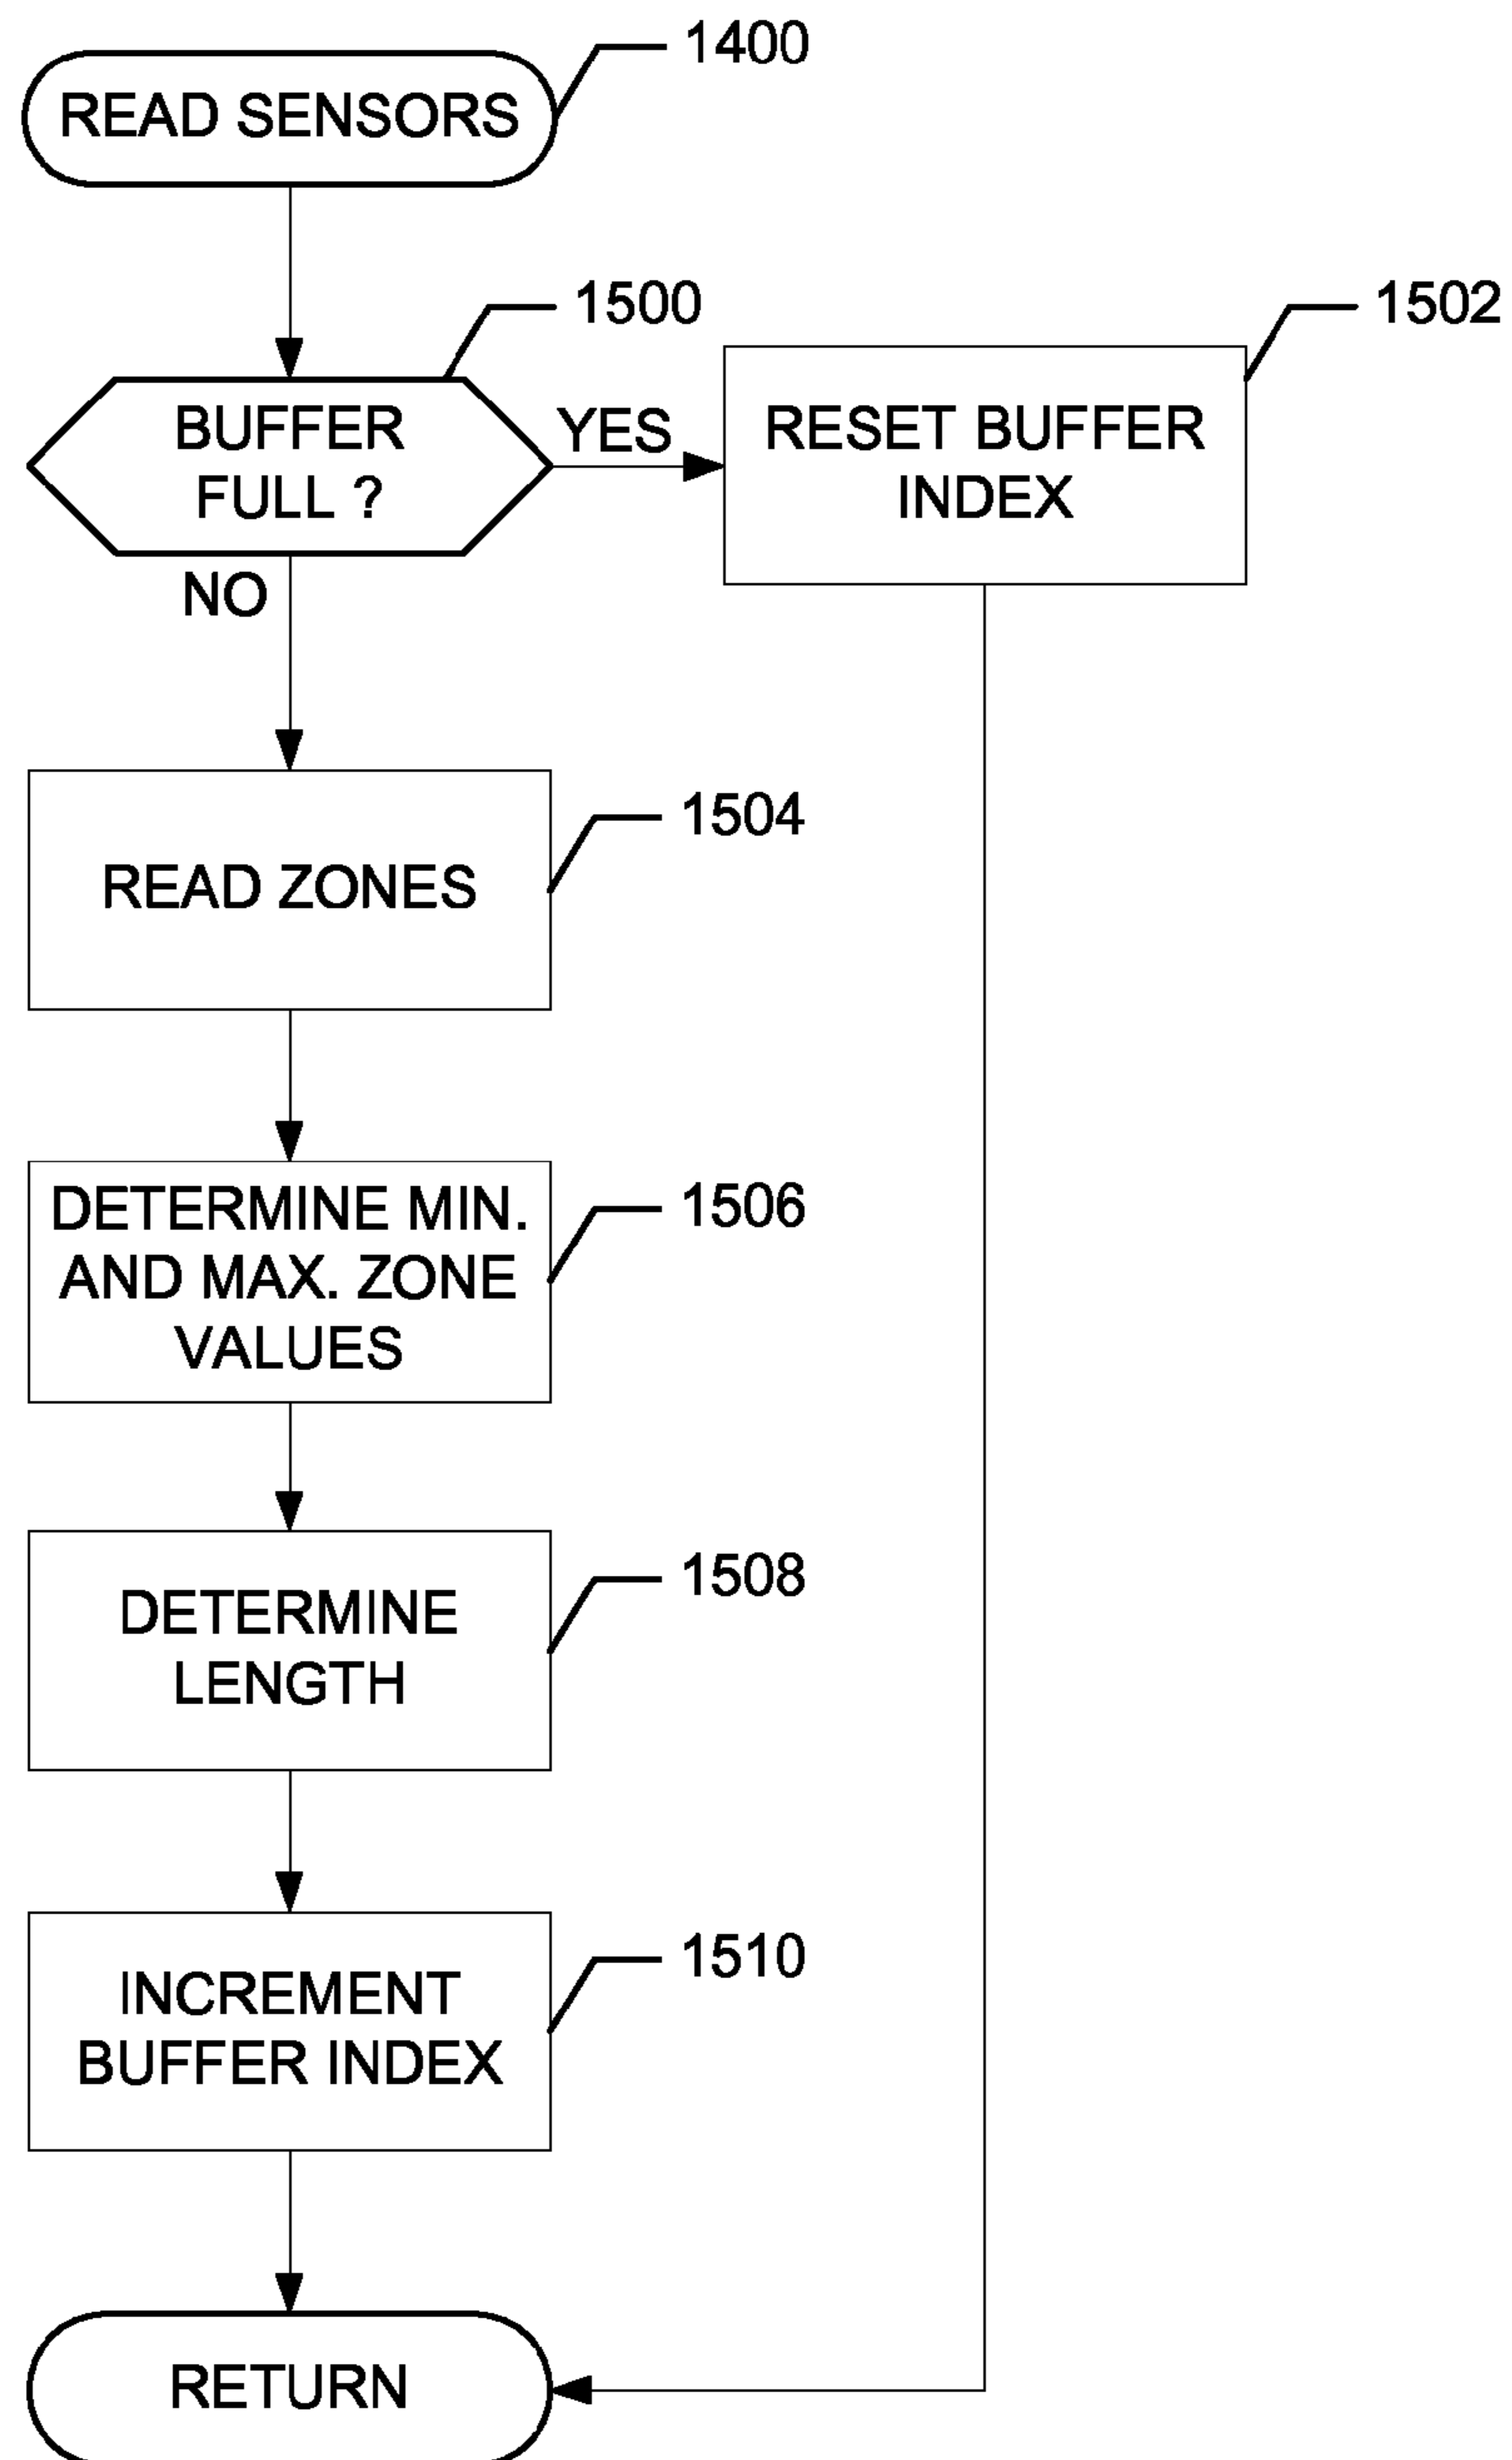 1400
READ SENSORS
1500
1502
BUFFER
FULL ?
YES
RESET BUFFER
INDEX
NO
1504
READ ZONES
1506
DETERMINE MIN.
AND MAX. ZONE
VALUES
1508
DETERMINE
LENGTH
1510
INCREMENT
BUFFER INDEX
RETURN